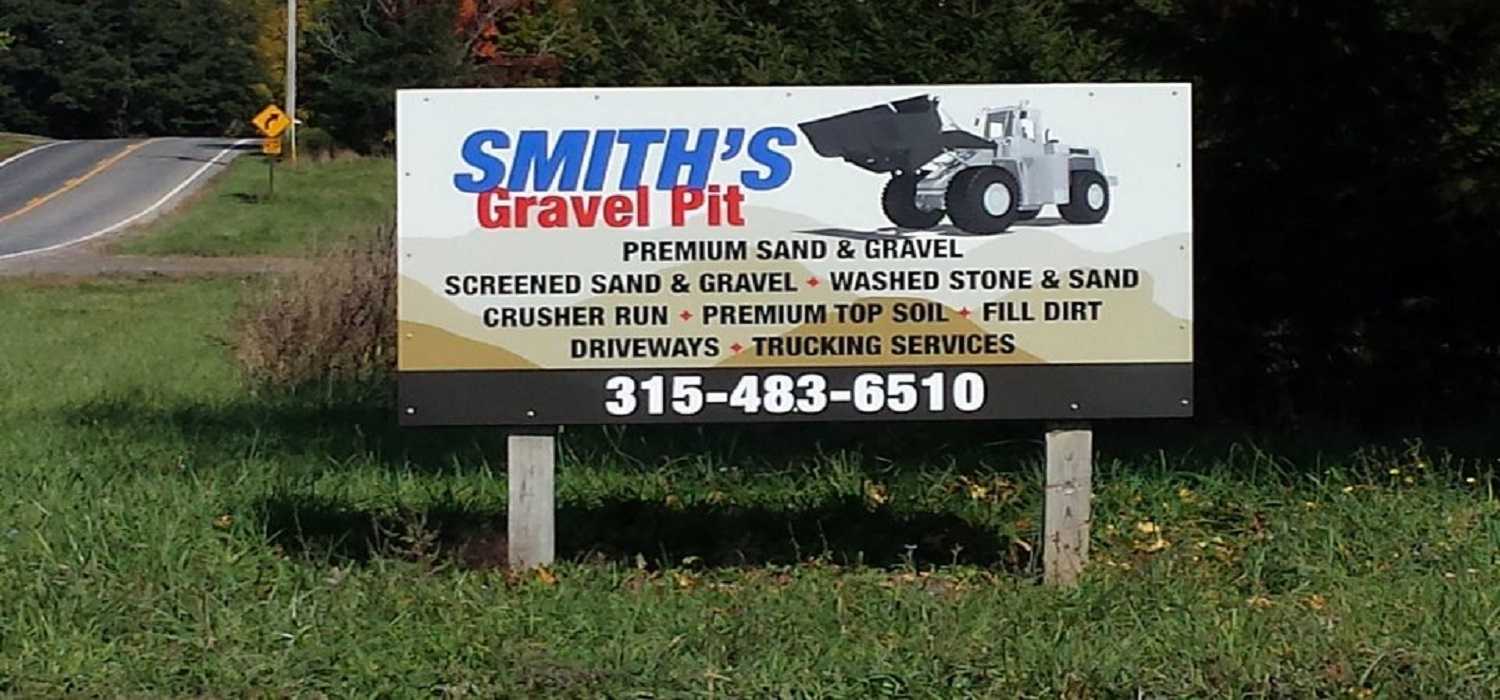 SMITH'S
Gravel Pit
PREMIUM SAND & GRAVEL
SCREENED SAND & GRAVEL ✦ WASHED STONE & SAND
CRUSHER RUN ✦ PREMIUM TOP SOIL ✦ FILL DIRT
DRIVEWAYS ✦ TRUCKING SERVICES
315-483-6510